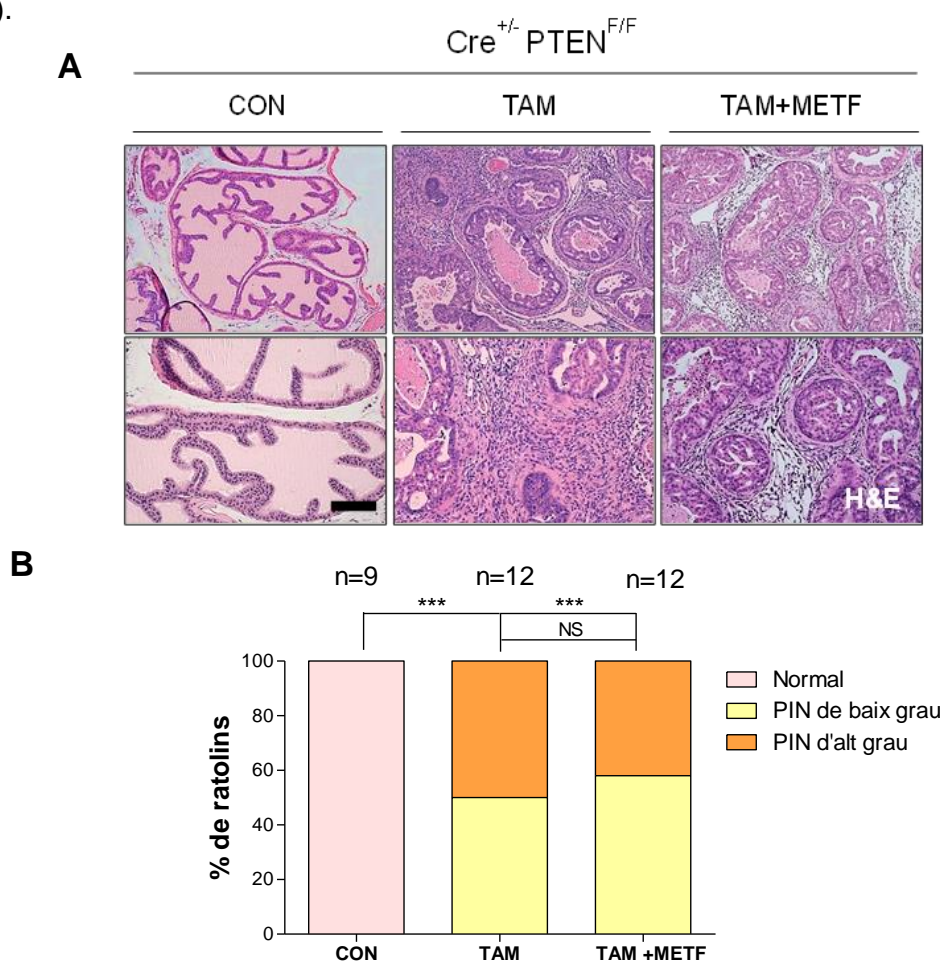 ).
Cre+/- PTENF/F
A
CON TAM TAM+METF
H&E
B
n=9 n=12 n=12
*** ***
NS
100
80
60
40
20
0
% de ratolins
Normal
PIN de baix grau
PIN d'alt grau
CON TAM TAM +METF